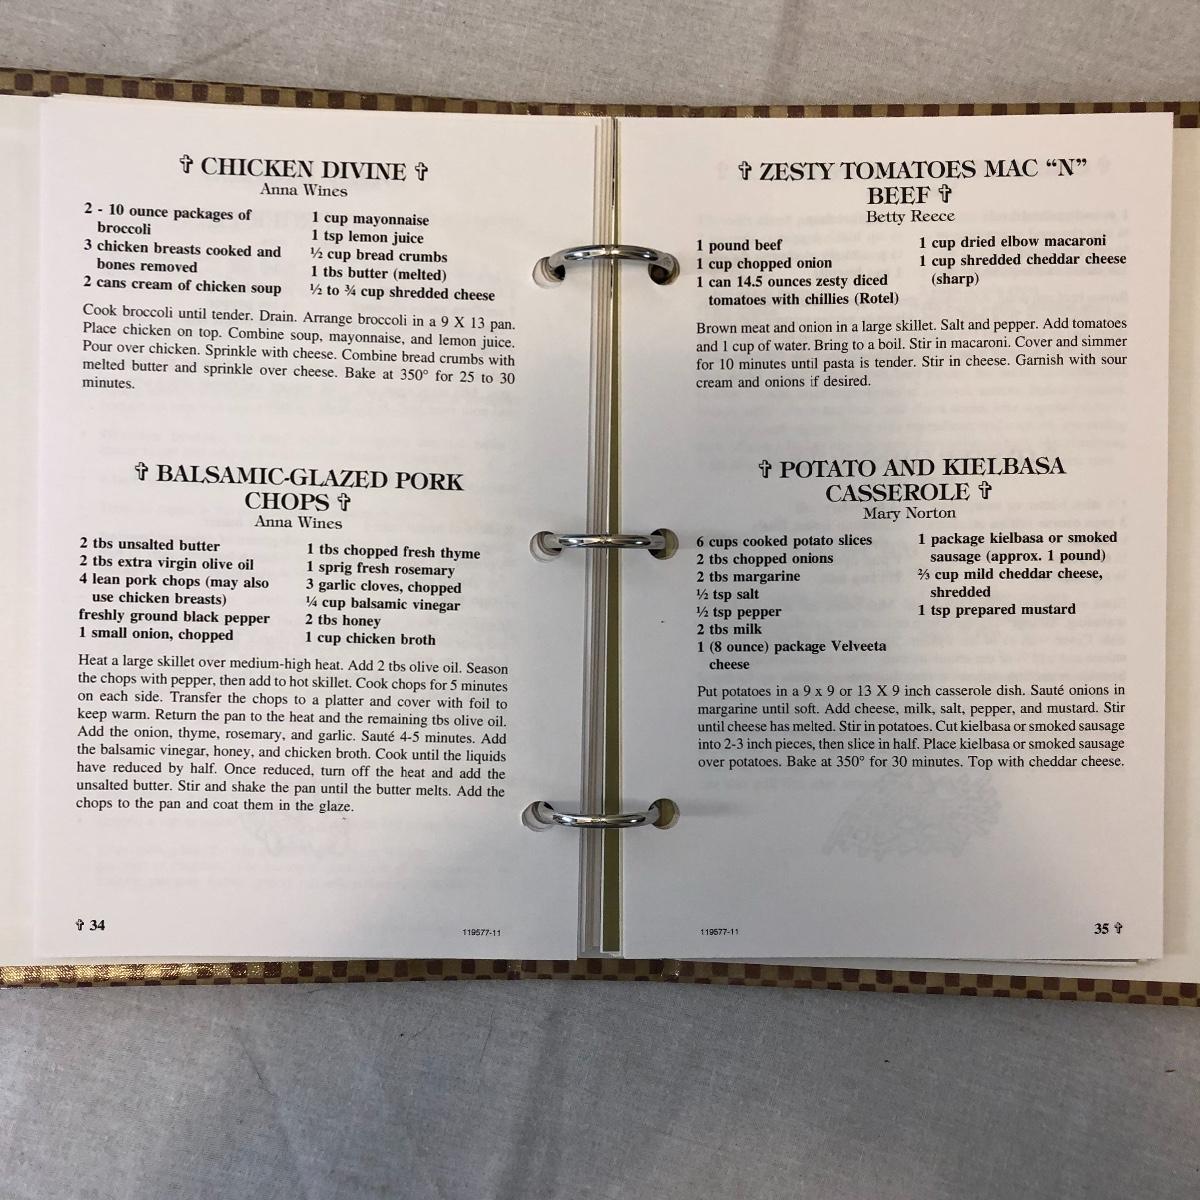 ✞ CHICKEN DIVINE ✞
Anna Wines
2 - 10 ounce packages of
broccoli
3 chicken breasts cooked and
bones removed
2 cans cream of chicken soup
1 cup mayonnaise
1 tsp lemon juice
½ cup bread crumbs
1 tbs butter (melted)
½ to ¾ cup shredded cheese
Cook broccoli until tender. Drain. Arrange broccoli in a 9 X 13 pan.
Place chicken on top. Combine soup, mayonnaise, and lemon juice.
Pour over chicken. Sprinkle with cheese. Combine bread crumbs with
melted butter and sprinkle over cheese. Bake at 350° for 25 to 30
minutes.
✞ BALSAMIC-GLAZED PORK
CHOPS ✞
Anna Wines
2 tbs unsalted butter
2 tbs extra virgin olive oil
4 lean pork chops (may also
use chicken breasts)
freshly ground black pepper
1 small onion, chopped
1 tbs chopped fresh thyme
1 sprig fresh rosemary
3 garlic cloves, chopped
¼ cup balsamic vinegar
2 tbs honey
1 cup chicken broth
Heat a large skillet over medium-high heat. Add 2 tbs olive oil. Season
the chops with pepper, then add to hot skillet. Cook chops for 5 minutes
on each side. Transfer the chops to a platter and cover with foil to
keep warm. Return the pan to the heat and the remaining tbs olive oil.
Add the onion, thyme, rosemary, and garlic. Sauté 4-5 minutes. Add
the balsamic vinegar, honey, and chicken broth. Cook until the liquids
have reduced by half. Once reduced, turn off the heat and add the
unsalted butter. Stir and shake the pan until the butter melts. Add the
chops to the pan and coat them in the glaze.
✞ 34
119577-11
✞ ZESTY TOMATOES MAC “N”
BEEF ✞
Betty Reece
1 pound beef
1 cup chopped onion
1 can 14.5 ounces zesty diced
tomatoes with chillies (Rotel)
1 cup dried elbow macaroni
1 cup shredded cheddar cheese
(sharp)
Brown meat and onion in a large skillet. Salt and pepper. Add tomatoes
and 1 cup of water. Bring to a boil. Stir in macaroni. Cover and simmer
for 10 minutes until pasta is tender. Stir in cheese. Garnish with sour
cream and onions if desired.
✞ POTATO AND KIELBASA
CASSEROLE ✞
Mary Norton
6 cups cooked potato slices
2 tbs chopped onions
2 tbs margarine
½ tsp salt
½ tsp pepper
2 tbs milk
1 (8 ounce) package Velveeta
cheese
1 package kielbasa or smoked
sausage (approx. 1 pound)
⅔ cup mild cheddar cheese,
shredded
1 tsp prepared mustard
Put potatoes in a 9 x 9 or 13 X 9 inch casserole dish. Sauté onions in
margarine until soft. Add cheese, milk, salt, pepper, and mustard. Stir
until cheese has melted. Stir in potatoes. Cut kielbasa or smoked sausage
into 2-3 inch pieces, then slice in half. Place kielbasa or smoked sausage
over potatoes. Bake at 350° for 30 minutes. Top with cheddar cheese.
119577-11
35 ✞